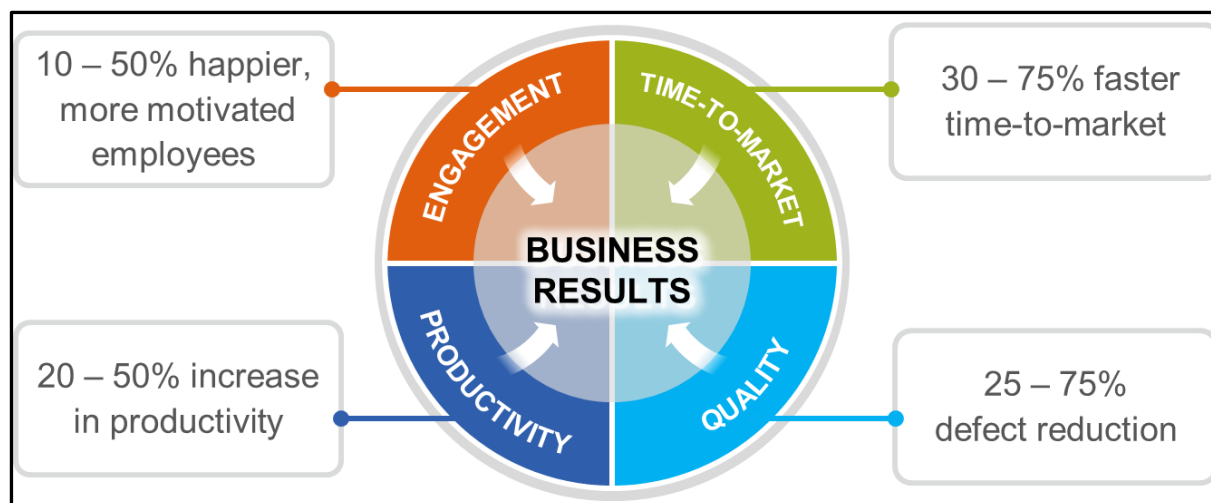 10 – 50% happier,
more motivated
employees
ENGAGEMENT
TIME-TO-MARKET
30 – 75% faster
time-to-market
BUSINESS
RESULTS
20 – 50% increase
in productivity
PRODUCTIVITY
QUALITY
25 – 75%
defect reduction